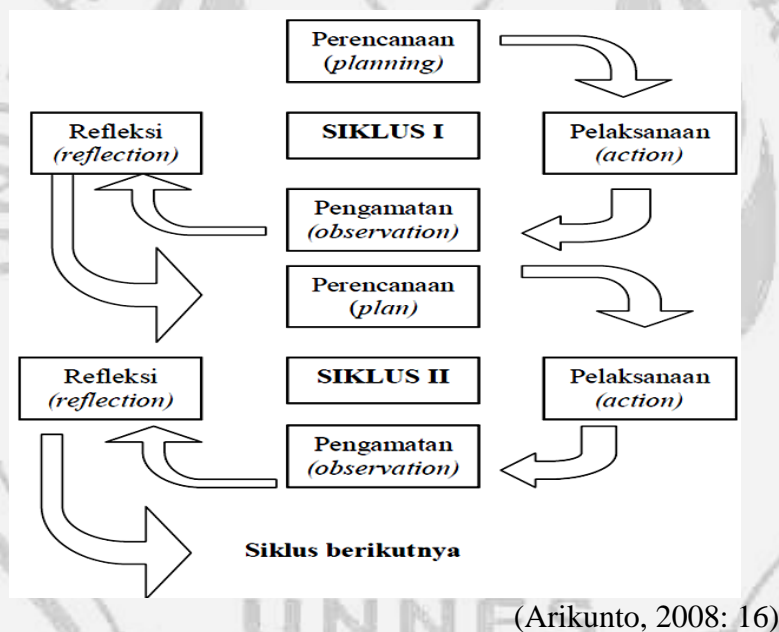 Perencanaan
(planning)
Refleksi
(reflection)
SIKLUS I
Pelaksanaan
(action)
Pengamatan
(observation)
Perencanaan
(plan)
Refleksi
(reflection)
SIKLUS II
Pelaksanaan
(action)
Pengamatan
(observation)
Siklus berikutnya
UNNES
(Arikunto, 2008: 16)